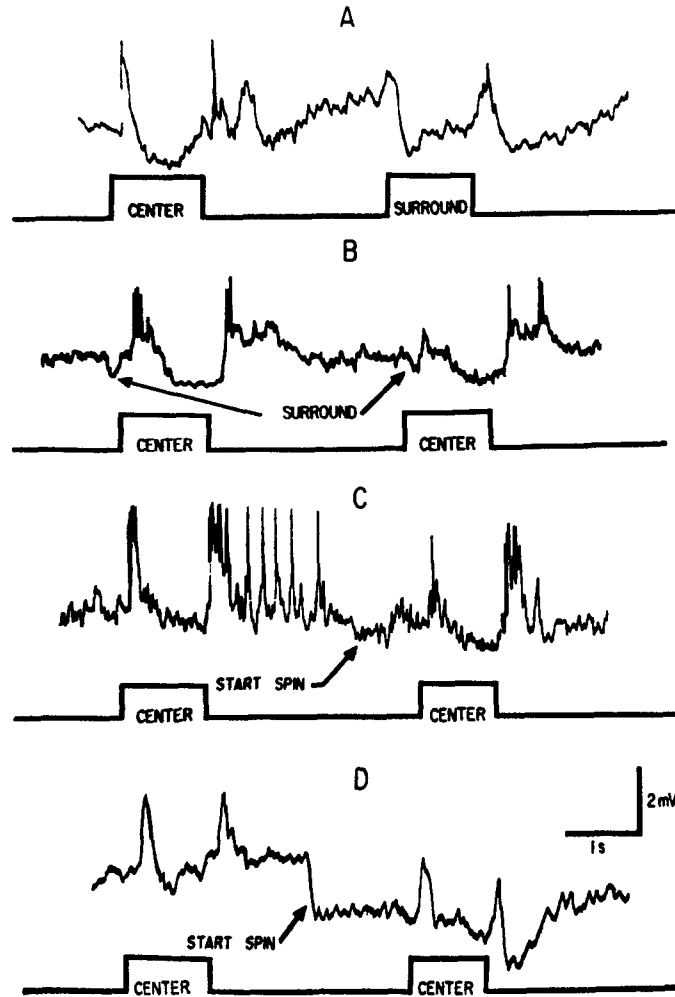 A
CENTER
SURROUND
B
SURROUND
CENTER
CENTER
C
START SPIN
CENTER
CENTER
D
2mV
1s
START SPIN
CENTER
CENTER